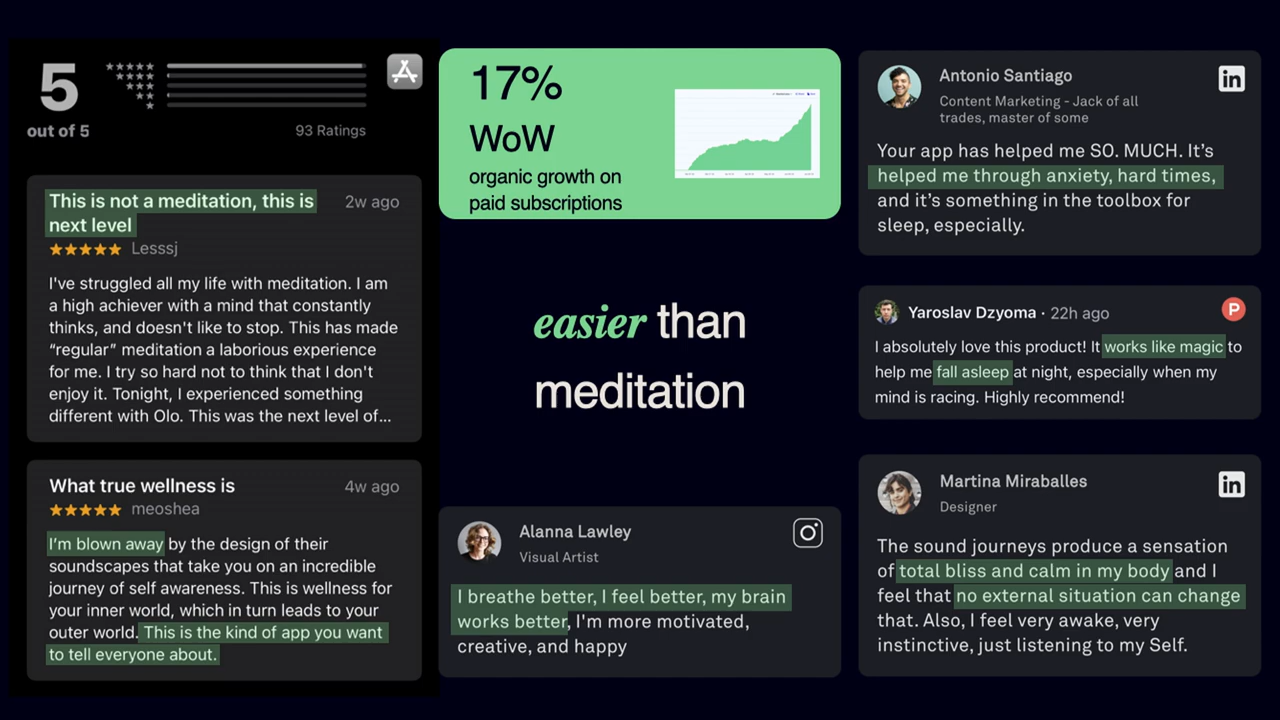 5
out of 5
93 Ratings
This is not a meditation, this is
next level
2w ago
Lesssj
I've struggled all my life with meditation. I am
a high achiever with a mind that constantly
thinks, and doesn't like to stop. This has made
“regular” meditation a laborious experience
for me. I try so hard not to think that I don't
enjoy it. Tonight, I experienced something
different with Olo. This was the next level of...
What true wellness is
4w ago
meoshea
I'm blown away by the design of their
soundscapes that take you on an incredible
journey of self awareness. This is wellness for
your inner world, which in turn leads to your
outer world. This is the kind of app you want
to tell everyone about.
17%
WoW
organic growth on
paid subscriptions
easier than
meditation
Alanna Lawley
Visual Artist
I breathe better, I feel better, my brain
works better, I'm more motivated,
creative, and happy
Antonio Santiago
in
Content Marketing - Jack of all
trades, master of some
Your app has helped me SO. MUCH. It's
helped me through anxiety, hard times,
and it's something in the toolbox for
sleep, especially.
Yaroslav Dzyoma · 22h ago
P
I absolutely love this product! It works like magic to
help me fall asleep at night, especially when my
mind is racing. Highly recommend!
Martina Miraballes
in
Designer
The sound journeys produce a sensation
of total bliss and calm in my body and I
feel that no external situation can change
that. Also, I feel very awake, very
instinctive, just listening to my Self.